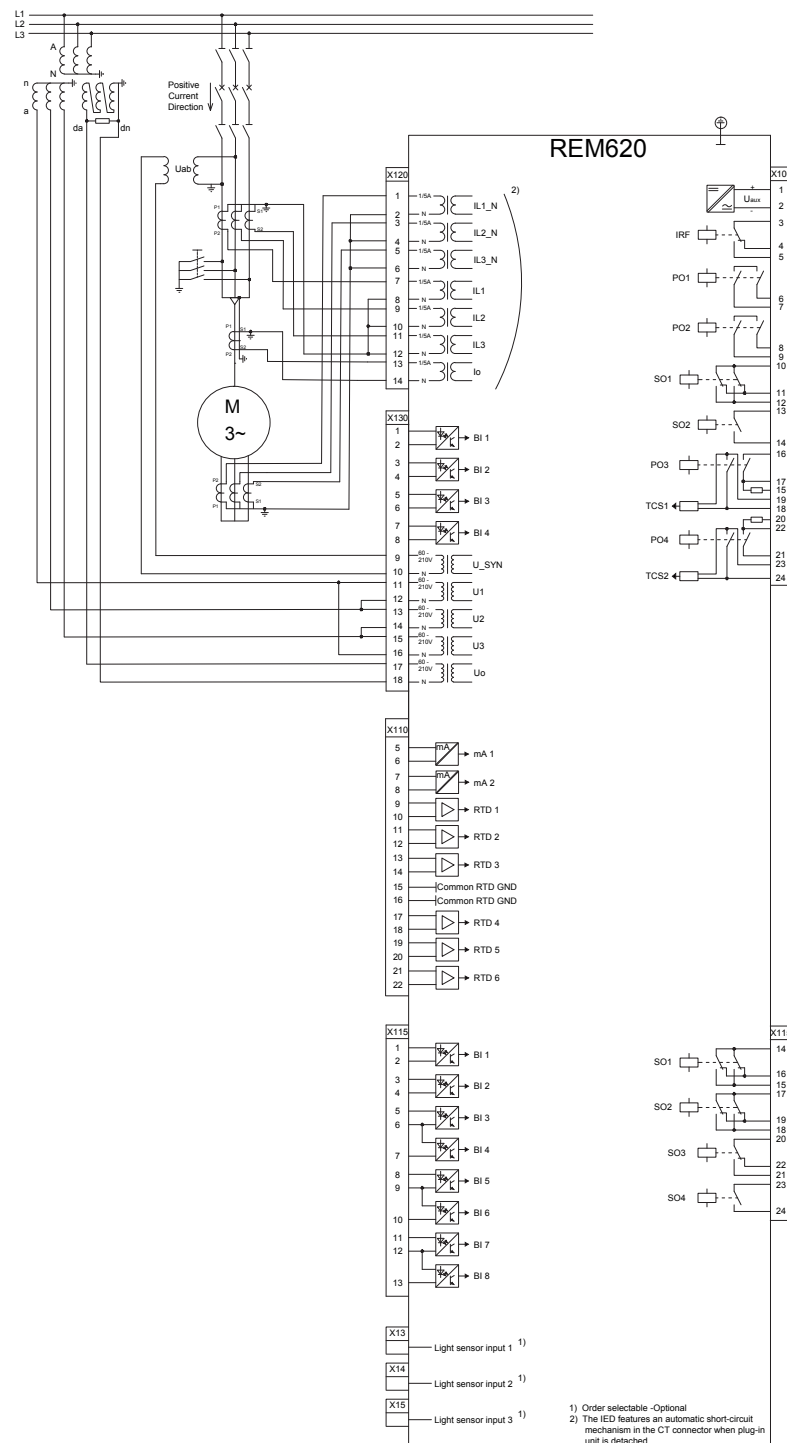 L1
L2
L3
A
N
n
a
da
dn
Positive
Current
Direction
Uab
P1
S1
P2
S2
P1
S1
P2
S2
M
3~
P2
S2
P1
S1
REM620
X120
1
1/5A
2
N
IL1_N
3
1/5A
4
N
IL2_N
5
1/5A
6
N
IL3_N
7
1/5A
8
N
IL1
9
1/5A
10
N
IL2
11
1/5A
12
N
IL3
13
1/5A
14
N
Io
2)
X130
1
2
BI 1
3
4
BI 2
5
6
BI 3
7
8
BI 4
9
60 -
210V
10
N
U_SYN
11
60 -
210V
12
N
U1
13
60 -
210V
14
N
U2
15
60 -
210V
16
N
U3
17
60 -
210V
18
N
Uo
X110
5
6
mA
mA 1
7
8
mA
mA 2
9
10
RTD 1
11
12
RTD 2
13
14
RTD 3
15
Common RTD GND
16
Common RTD GND
17
18
RTD 4
19
20
RTD 5
21
22
RTD 6
X115
1
2
BI 1
3
4
BI 2
5
6
BI 3
7
BI 4
8
9
BI 5
10
BI 6
11
12
BI 7
13
BI 8
X13
Light sensor input 1 1)
X14
Light sensor input 2 1)
X15
Light sensor input 3 1)
X10
1
+
Uaux
2
-
3
IRF
4
5
PO1
6
7
PO2
8
9
10
SO1
11
12
13
SO2
14
16
PO3
17
15
19
TCS1
18
20
22
PO4
21
23
TCS2
24
X11
14
SO1
16
15
17
SO2
19
18
20
SO3
22
21
23
SO4
24
1) Order selectable -Optional
2) The IED features an automatic short-circuit
mechanism in the CT connector when plug-in
unit is detached